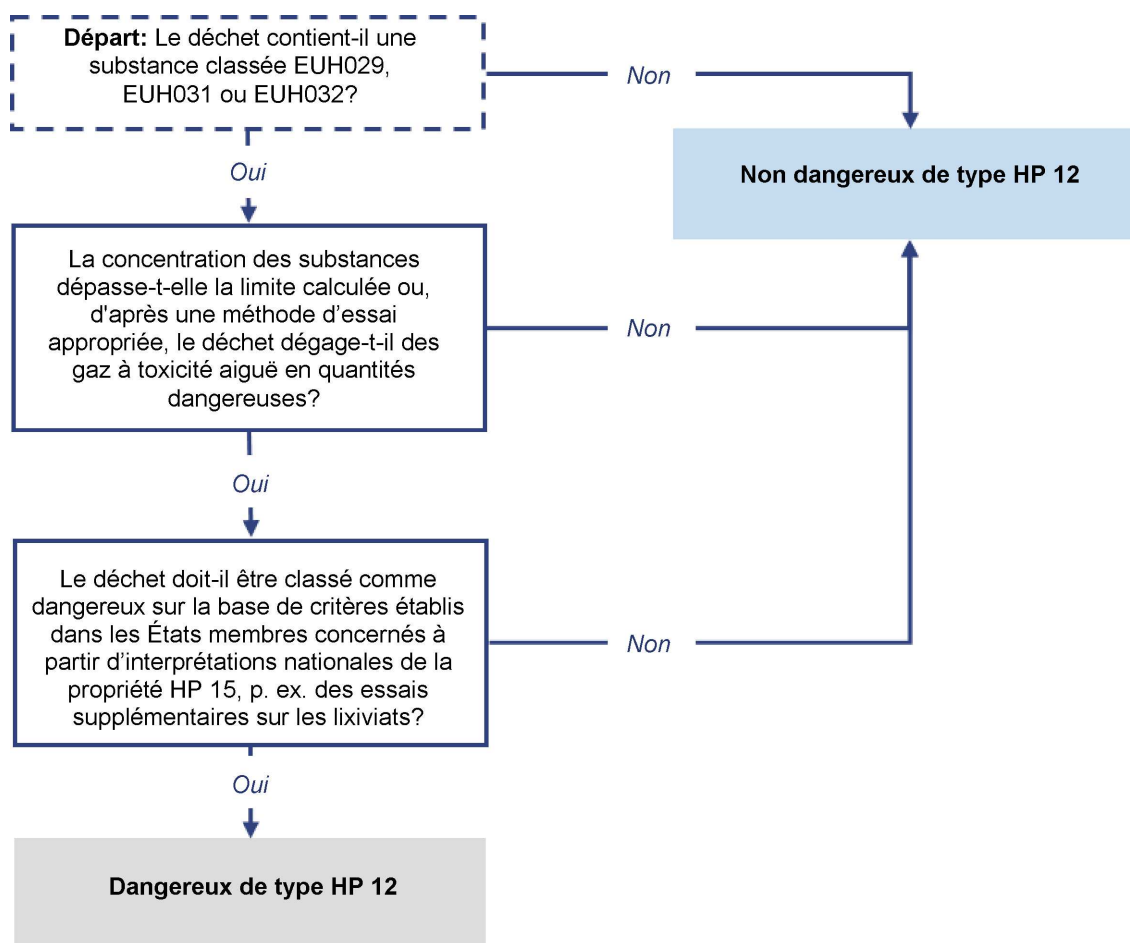 Départ: Le déchet contient-il une
substance classée EUH029,
EUH031 ou EUH032?
Non
Oui
Non dangereux de type HP 12
La concentration des substances
dépasse-t-elle la limite calculée ou,
d'après une méthode d’essai
appropriée, le déchet dégage-t-il des
gaz à toxicité aiguë en quantités
dangereuses?
Non
Oui
Le déchet doit-il être classé comme
dangereux sur la base de critères établis
dans les États membres concernés à
partir d’interprétations nationales de la
propriété HP 15, p. ex. des essais
supplémentaires sur les lixiviats?
Non
Oui
Dangereux de type HP 12